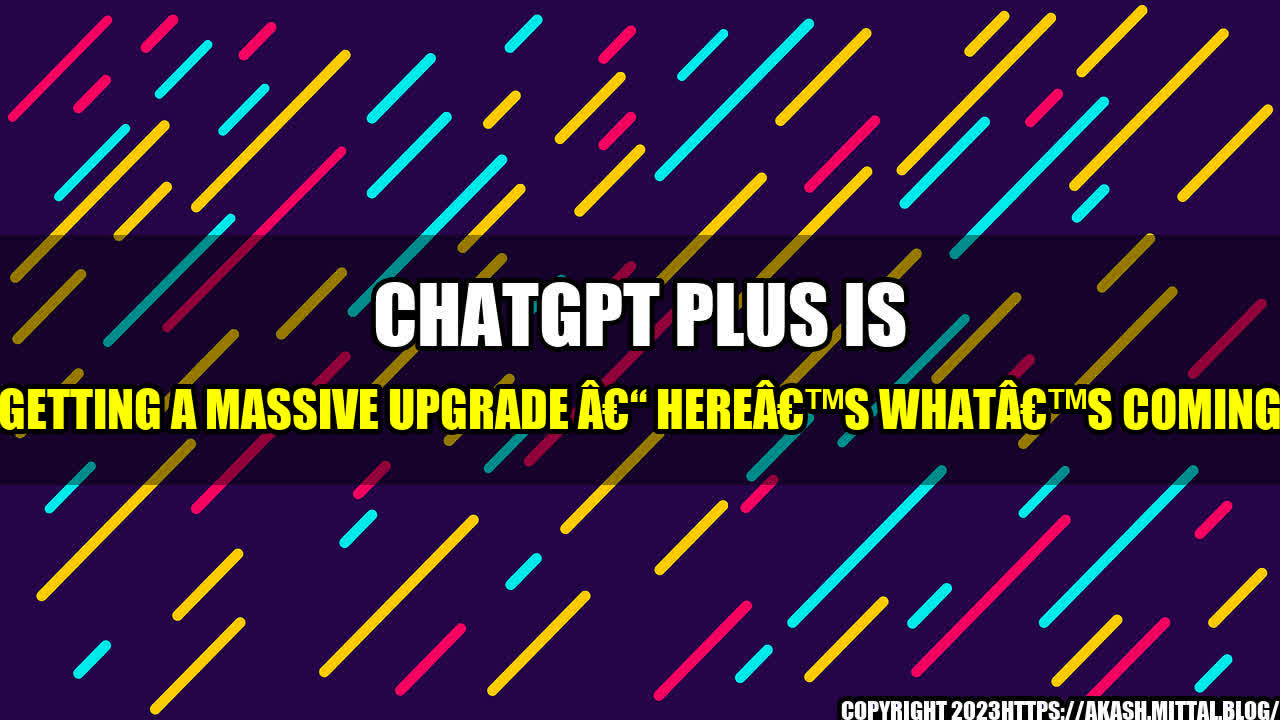 CHATGPT PLUS IS
GETTING A MASSIVE UPGRADE Â€“ HEREÂ€™S WHATÂ€™S COMING
COPYRIGHT 2023HTTPS://AKASH.MITTAL.BLOG/